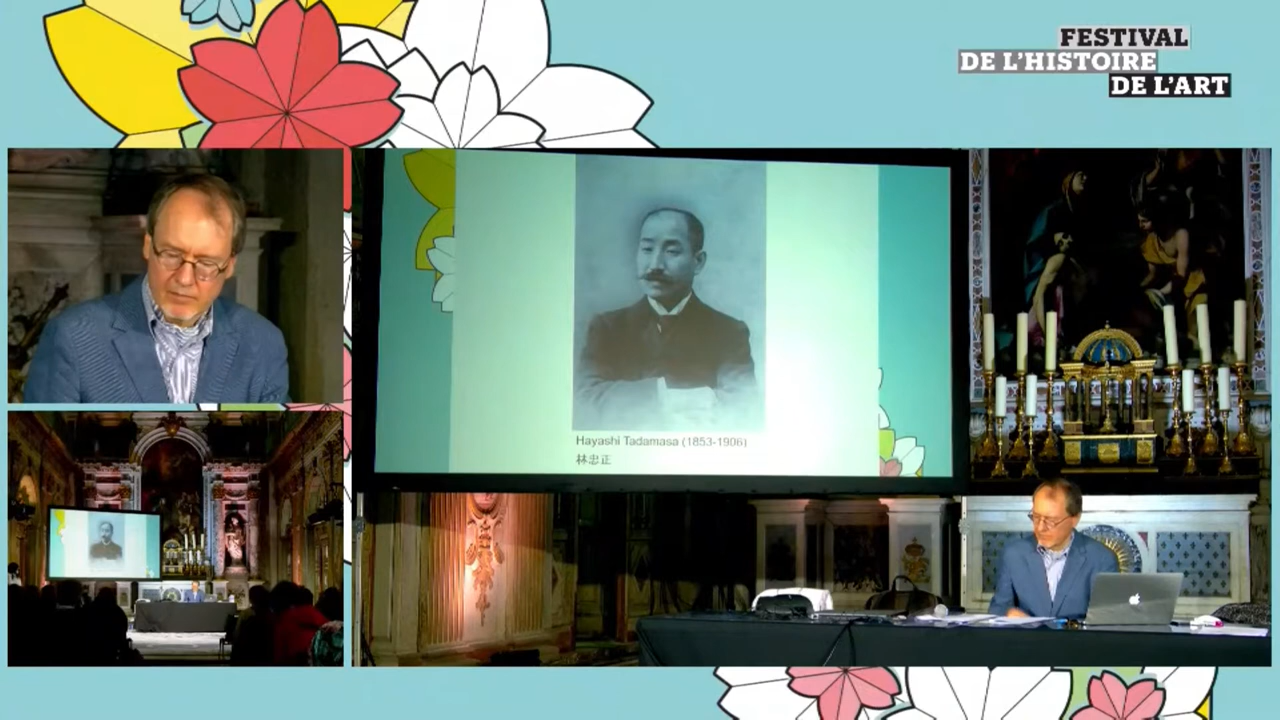 FESTIVAL
DE L'HISTOIRE
DE L'ART
Hayashi Tadamasa (1853-1906)
林忠正